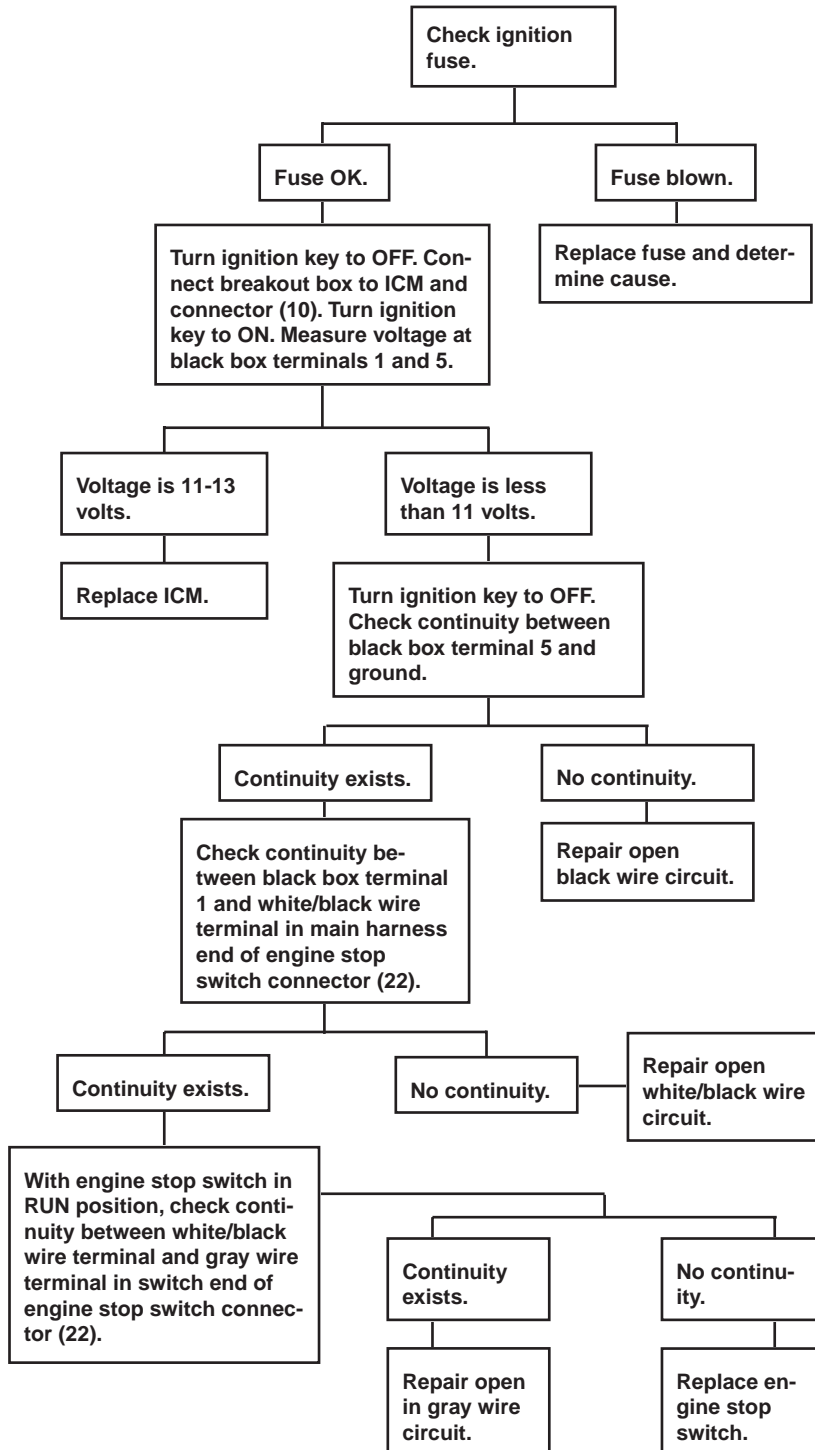 Check ignition
fuse.
Fuse OK.
Fuse blown.
Turn ignition key to OFF. Con-
nect breakout box to ICM and
connector (10). Turn ignition
key to ON. Measure voltage at
black box terminals 1 and 5.
Replace fuse and deter-
mine cause.
Voltage is 11-13
volts.
Voltage is less
than 11 volts.
Replace ICM.
Turn ignition key to OFF.
Check continuity between
black box terminal 5 and
ground.
Continuity exists.
No continuity.
Check continuity be-
tween black box terminal
1 and white/black wire
terminal in main harness
end of engine stop
switch connector (22).
Repair open
black wire circuit.
Continuity exists.
No continuity.
Repair open
white/black wire
circuit.
With engine stop switch in
RUN position, check conti-
nuity between white/black
wire terminal and gray wire
terminal in switch end of
engine stop switch connec-
tor (22).
Continuity
exists.
No continu-
ity.
Repair open
in gray wire
circuit.
Replace en-
gine stop
switch.